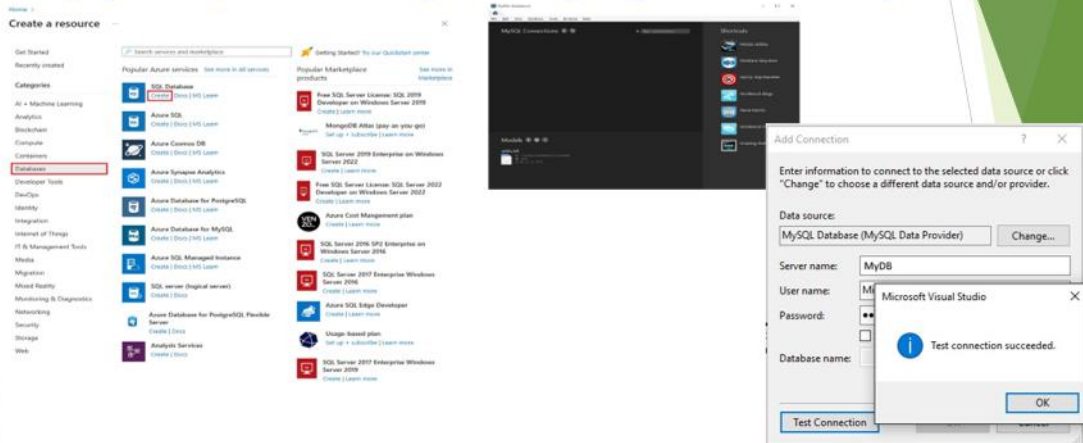 Home >
Create a resource
Get Started
Recently created
Categories
AI + Machine Learning
Analytics
Blockchain
Compute
Containers
Databases
Developer Tools
DevOps
Identity
Integration
Internet of Things
IT & Management Tools
Media
Migration
Mixed Reality
Monitoring & Diagnostics
Networking
Security
Storage
Web
Search services and marketplace
Popular Azure services See more in all services
SQL Database
Create | Docs | MS Learn
Azure SQL
Create | Docs | MS Learn
Azure Cosmos DB
Create | Docs | MS Learn
Azure Synapse Analytics
Create | Docs | MS Learn
Azure Database for PostgreSQL
Create | Docs | MS Learn
Azure Database for MySQL
Create | Docs | MS Learn
Azure SQL Managed Instance
Create | Docs | MS Learn
SQL server (logical server)
Create | Docs
Azure Database for PostgreSQL Flexible
Server
Create | Docs
Analysis Services
Create | Docs
Getting Started? Try our Quickstart center
Popular Marketplace See more in
products Marketplace
Free SQL Server License: SQL 2019
Developer on Windows Server 2019
Create | Learn more
MongoDB Atlas (pay as you go)
Set up + subscribe | Learn more
SQL Server 2019 Enterprise on Windows
Server 2022
Create | Learn more
Free SQL Server License: SQL Server 2022
Developer on Windows Server 2022
Create | Learn more
Azure Cost Mangement plan
Create | Learn more
SQL Server 2016 SP2 Enterprise on
Windows Server 2016
Create | Learn more
SQL Server 2017 Enterprise Windows
Server 2016
Create | Learn more
Azure SQL Edge Developer
Create | Learn more
Usage-based plan
Set up + subscribe | Learn more
SQL Server 2017 Enterprise Windows
Server 2019
Create | Learn more
MySQL Workbench
MySQL Connections
Shortcuts
Models
Add Connection
Enter information to connect to the selected data source or click
"Change" to choose a different data source and/or provider.
Data source:
MySQL Database (MySQL Data Provider) Change...
Server name: MyDB
User name:
Password:
Database name:
Test Connection
Microsoft Visual Studio
Test connection succeeded.
OK